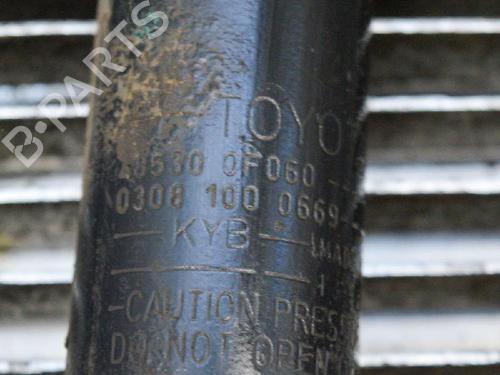 B-PARTS
TOYO
48530 0F060
0308 100 0669
KYB
-CAUTION PRES
DO NOT OPEN